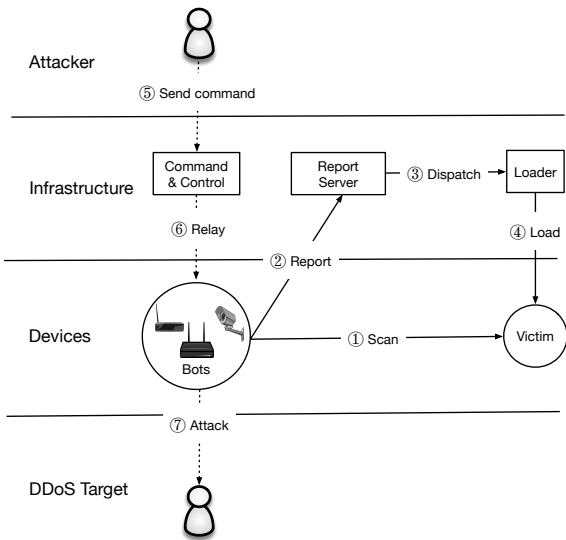 Attacker
⑤ Send command
Infrastructure
Command
& Control
Report
Server
③ Dispatch
Loader
⑥ Relay
④ Load
② Report
Devices
Bots
① Scan
Victim
⑦ Attack
DDoS Target